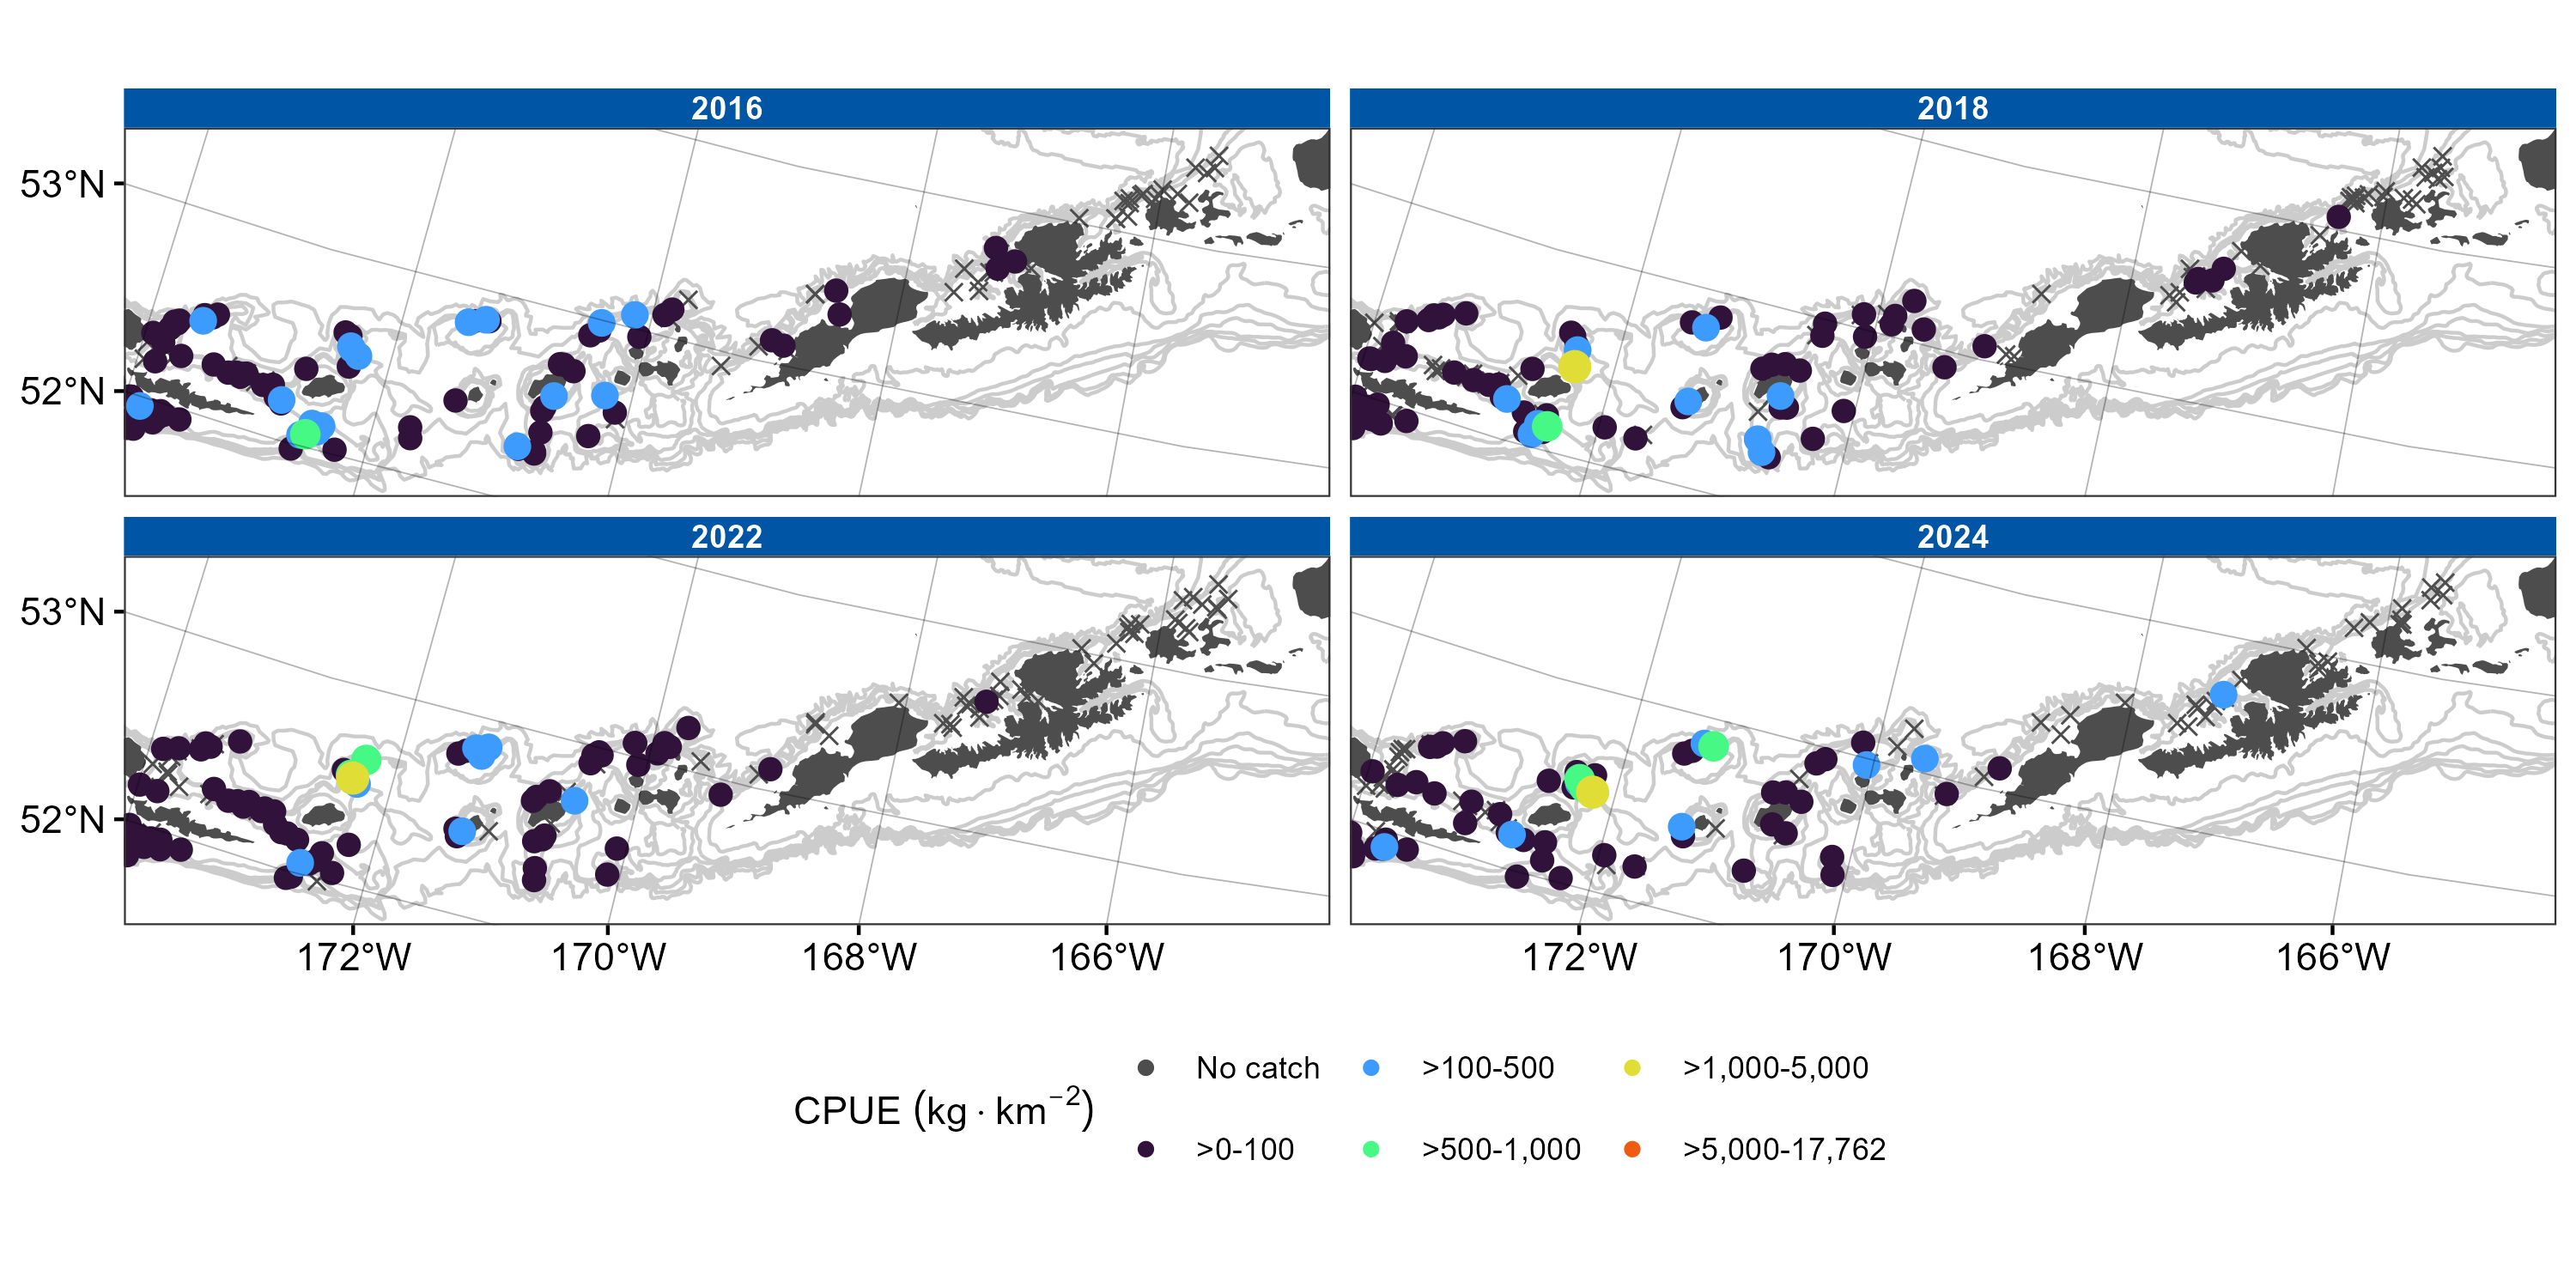 2016
2018
53°N
52°N
2022
2024
53°N
52°N
172°W 170°W 168°W 166°W
172°W 170°W 168°W 166°W
CPUE (kg · km⁻²)
No catch
>100-500
>1,000-5,000
>0-100
>500-1,000
>5,000-17,762